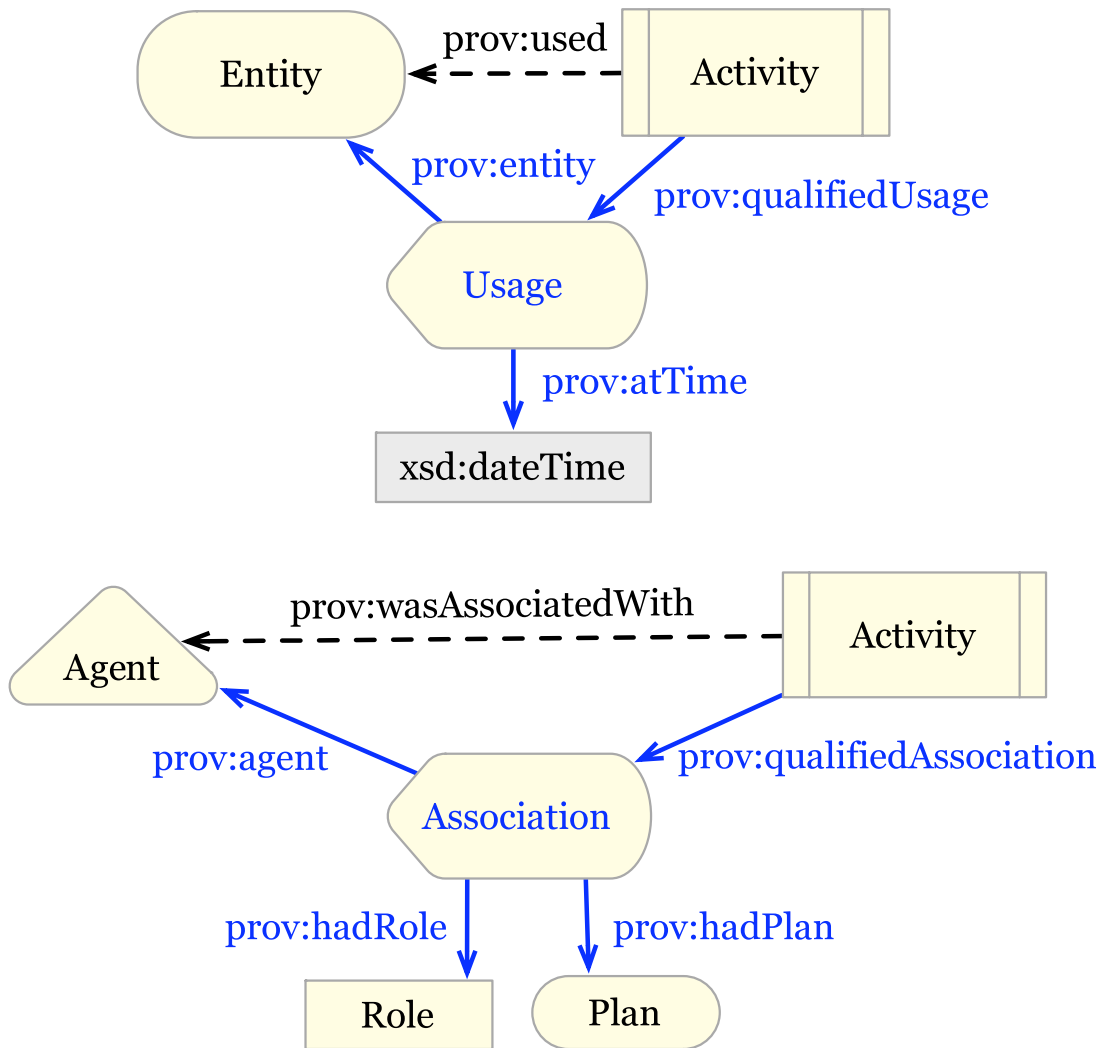 prov:used
Entity
Activity
prov:entity
prov:qualifiedUsage
Usage
prov:atTime
xsd:dateTime
prov:wasAssociatedWith
Activity
Agent
prov:agent
prov:qualifiedAssociation
Association
prov:hadRole
prov:hadPlan
Role
Plan